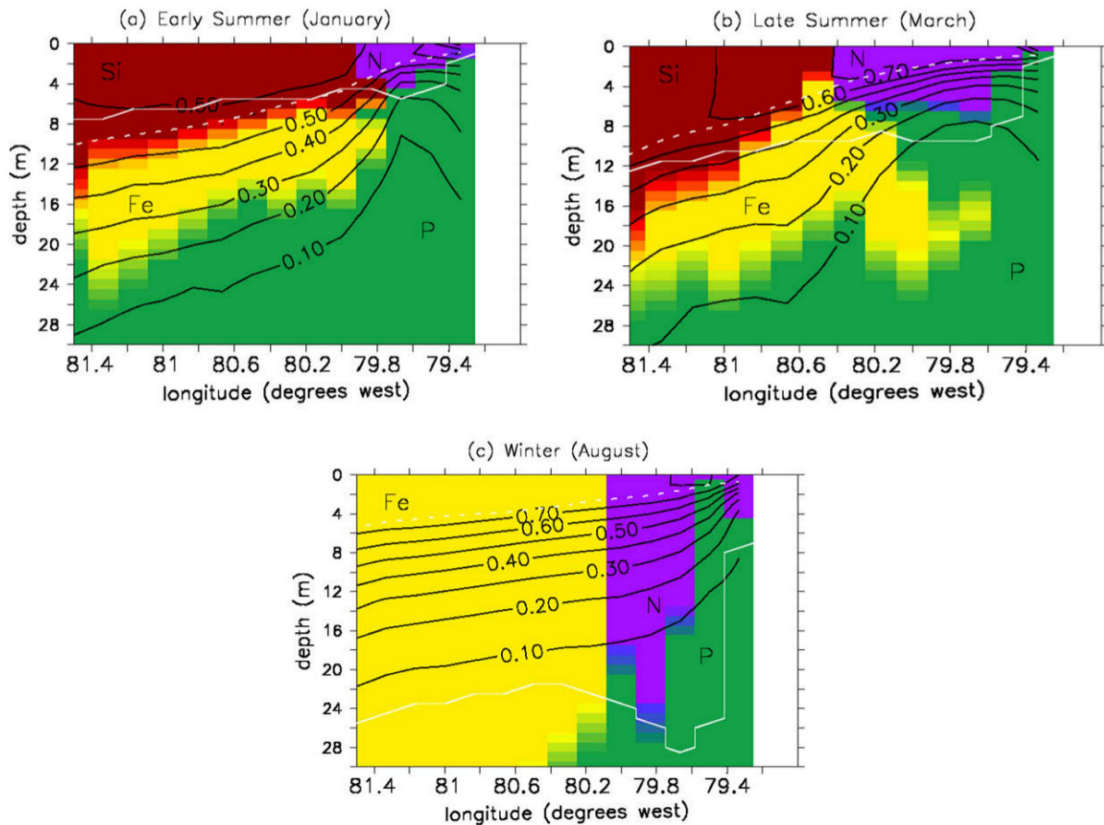 (a) Early Summer (January)
0
4
8
12
16
20
24
28
depth (m)
Si
N
Fe
P
0.50
0.50
0.40
0.30
0.20
0.10
81.4 81 80.6 80.2 79.8 79.4
longitude (degrees west)
(b) Late Summer (March)
0
4
8
12
16
20
24
28
depth (m)
Si
N
Fe
P
0.70
0.60
0.30
0.20
0.10
81.4 81 80.6 80.2 79.8 79.4
longitude (degrees west)
(c) Winter (August)
0
4
8
12
16
20
24
28
depth (m)
Fe
N
P
0.70
0.60
0.50
0.40
0.30
0.20
0.10
81.4 81 80.6 80.2 79.8 79.4
longitude (degrees west)